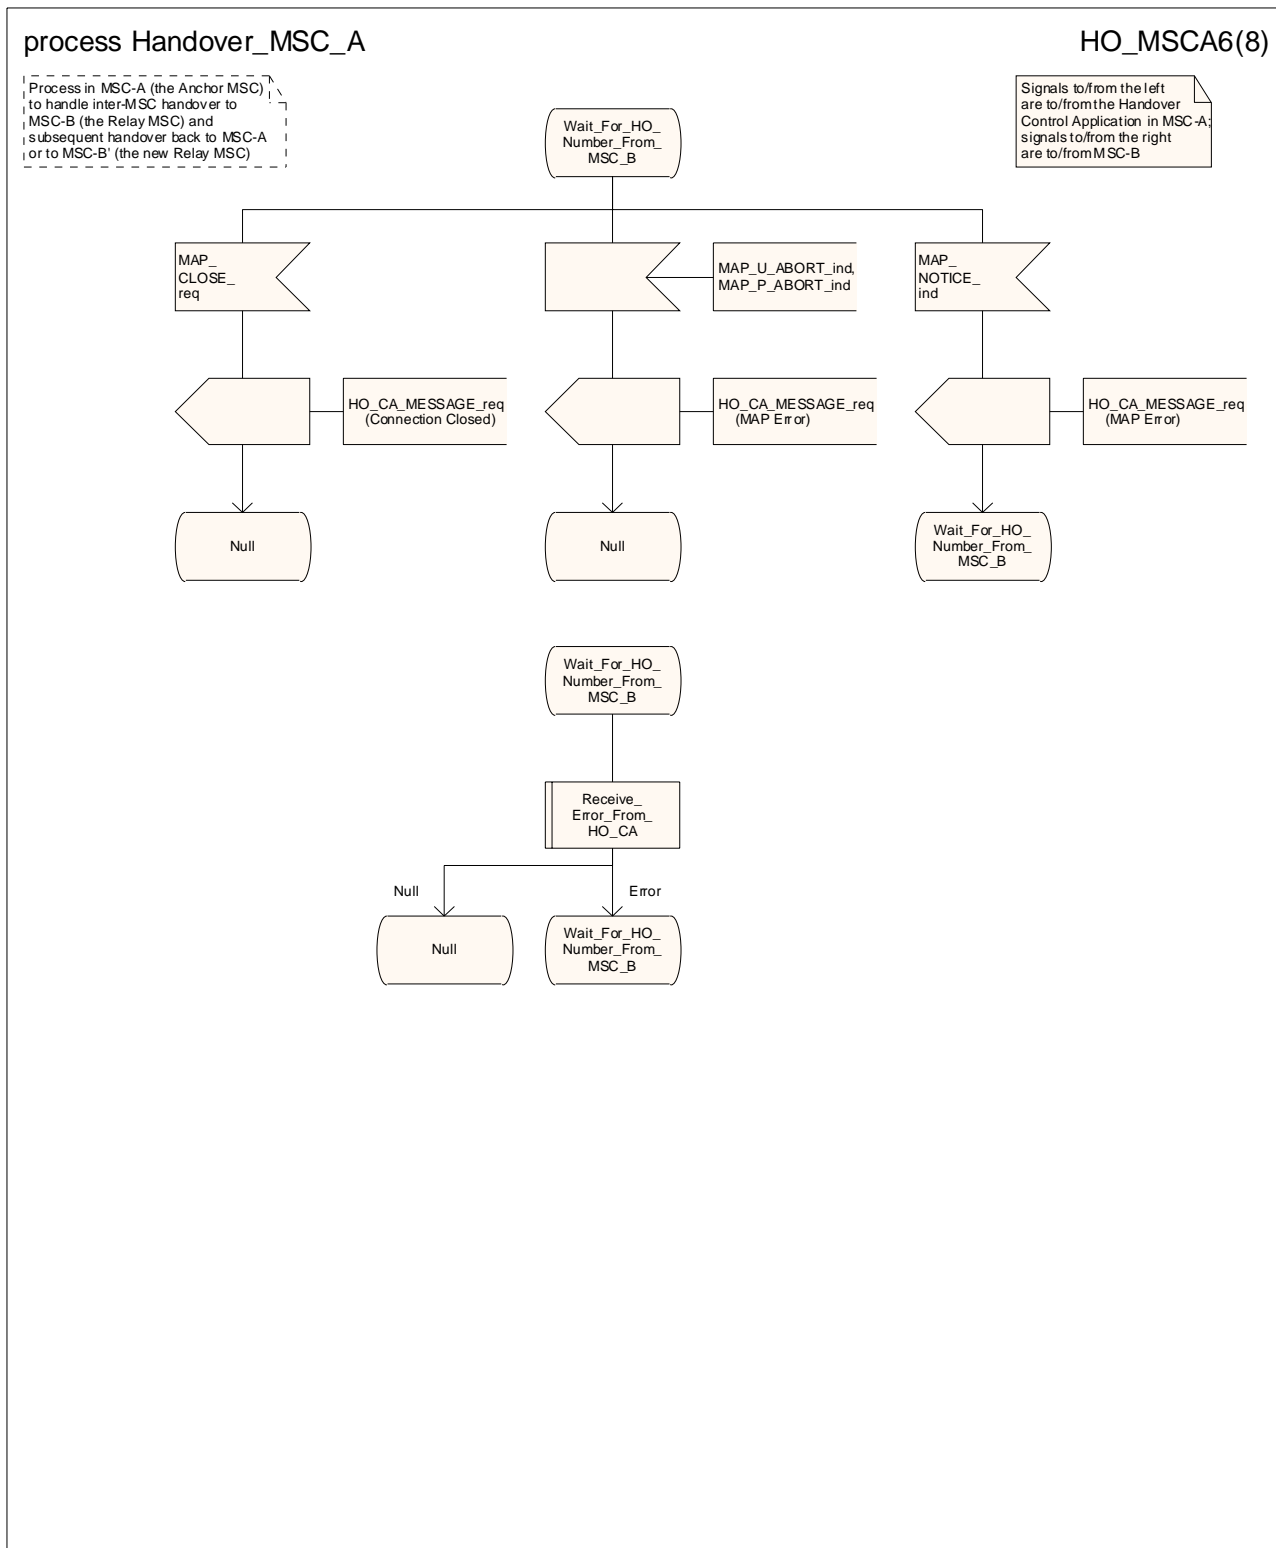 process Handover_MSC_A
HO_MSCA6(8)
Process in MSC-A (the Anchor MSC)
to handle inter-MSC handover to
MSC-B (the Relay MSC) and
subsequent handover back to MSC-A
or to MSC-B' (the new Relay MSC)
Signals to/from the left
are to/from the Handover
Control Application in MSC-A;
signals to/from the right
are to/from MSC-B
Wait_For_HO_
Number_From_
MSC_B
MAP_
CLOSE_
req
MAP_U_ABORT_ind,
MAP_P_ABORT_ind
MAP_
NOTICE_
ind
HO_CA_MESSAGE_req
(Connection Closed)
HO_CA_MESSAGE_req
(MAP Error)
HO_CA_MESSAGE_req
(MAP Error)
Null
Null
Wait_For_HO_
Number_From_
MSC_B
Wait_For_HO_
Number_From_
MSC_B
Receive_
Error_From_
HO_CA
Null
Error
Null
Wait_For_HO_
Number_From_
MSC_B